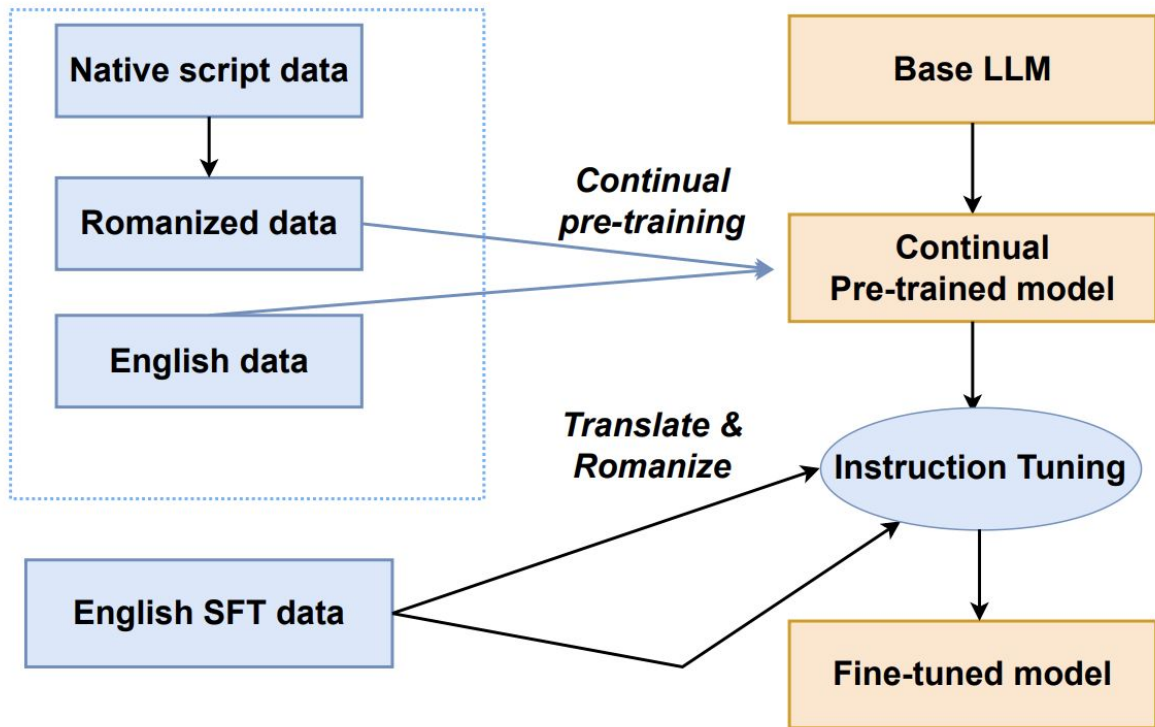 Native script data
Base LLM
Romanized data
Continual
pre-training
Continual
Pre-trained model
English data
Translate &
Romanize
Instruction Tuning
English SFT data
Fine-tuned model